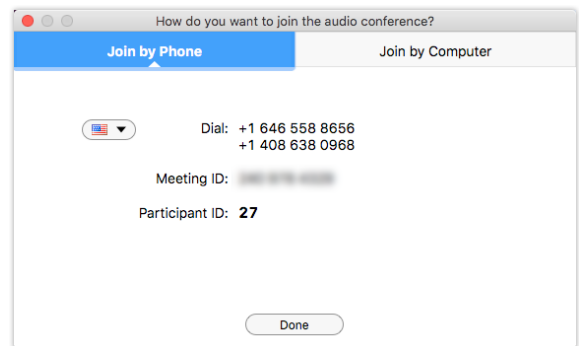 How do you want to join the audio conference?
Join by Phone
Join by Computer
Dial: +1 646 558 8656
+1 408 638 0968
Meeting ID:
Participant ID: 27
Done